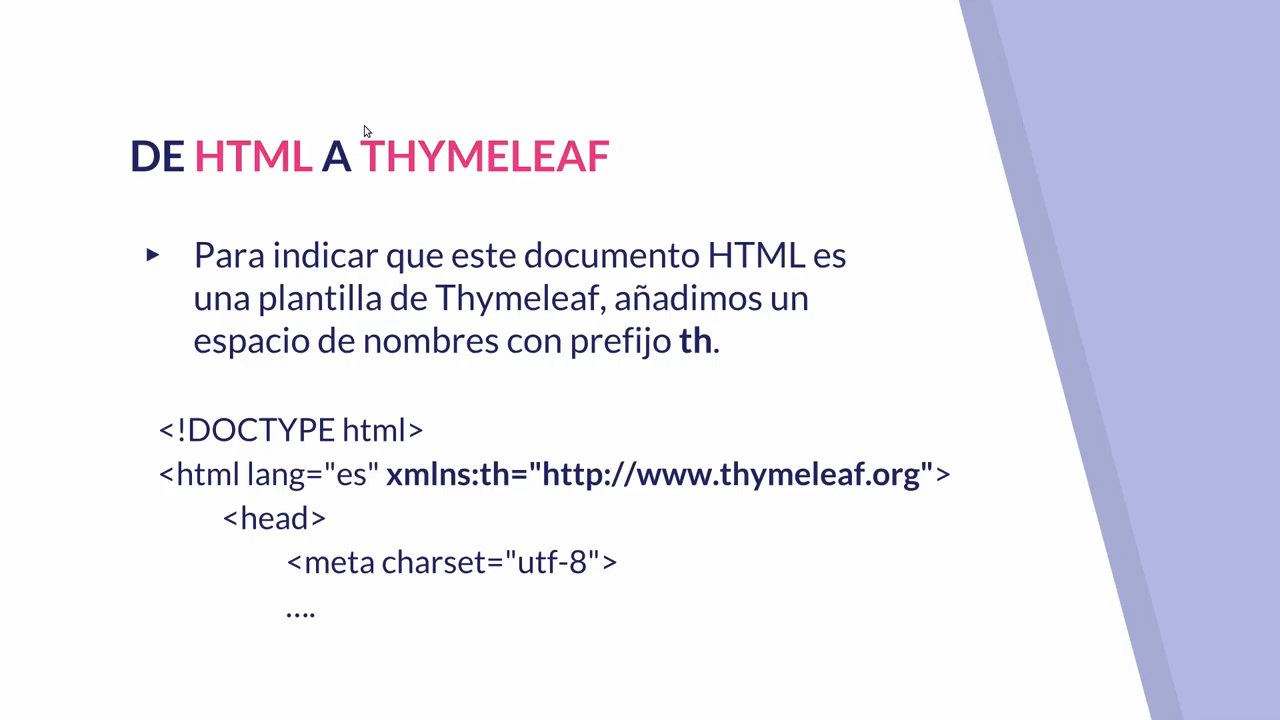 DE HTML A THYMELEAF
▸ Para indicar que este documento HTML es
una plantilla de Thymeleaf, añadimos un
espacio de nombres con prefijo th.
<!DOCTYPE html>
<html lang="es" xmlns:th="http://www.thymeleaf.org">
<head>
<meta charset="utf-8">
....